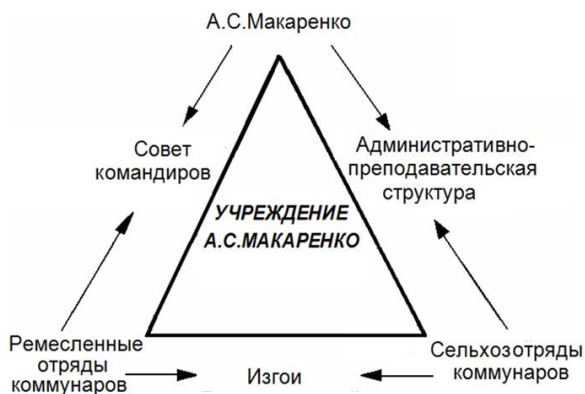 А.С.Макаренко
Совет
командиров
Административно-
преподавательская
структура
УЧРЕЖДЕНИЕ
А.С.МАКАРЕНКО
Ремесленные
отряды
коммунаров
Изгои
Сельхозотряды
коммунаров